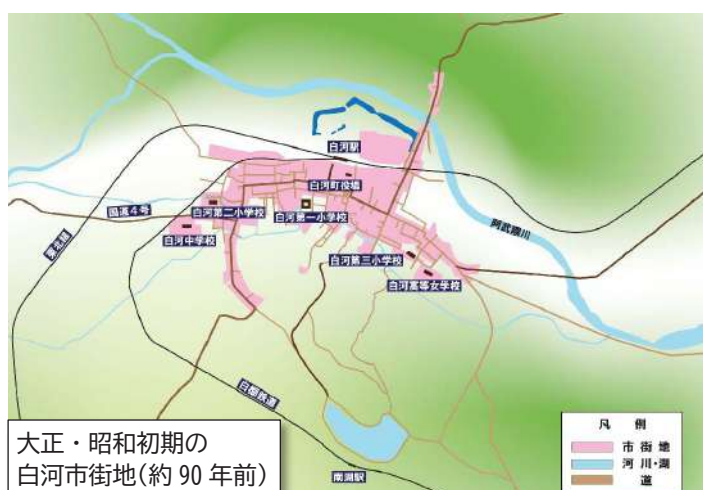 白河駅
白河町役場
国道4号
白河第二小学校
白河第一小学校
白河中学校
東北線
阿武隈川
白河第三小学校
白河高等女学校
白棚鉄道
南湖駅
大正・昭和初期の
白河市街地(約90年前)
凡 例
市街地
河川・湖
道